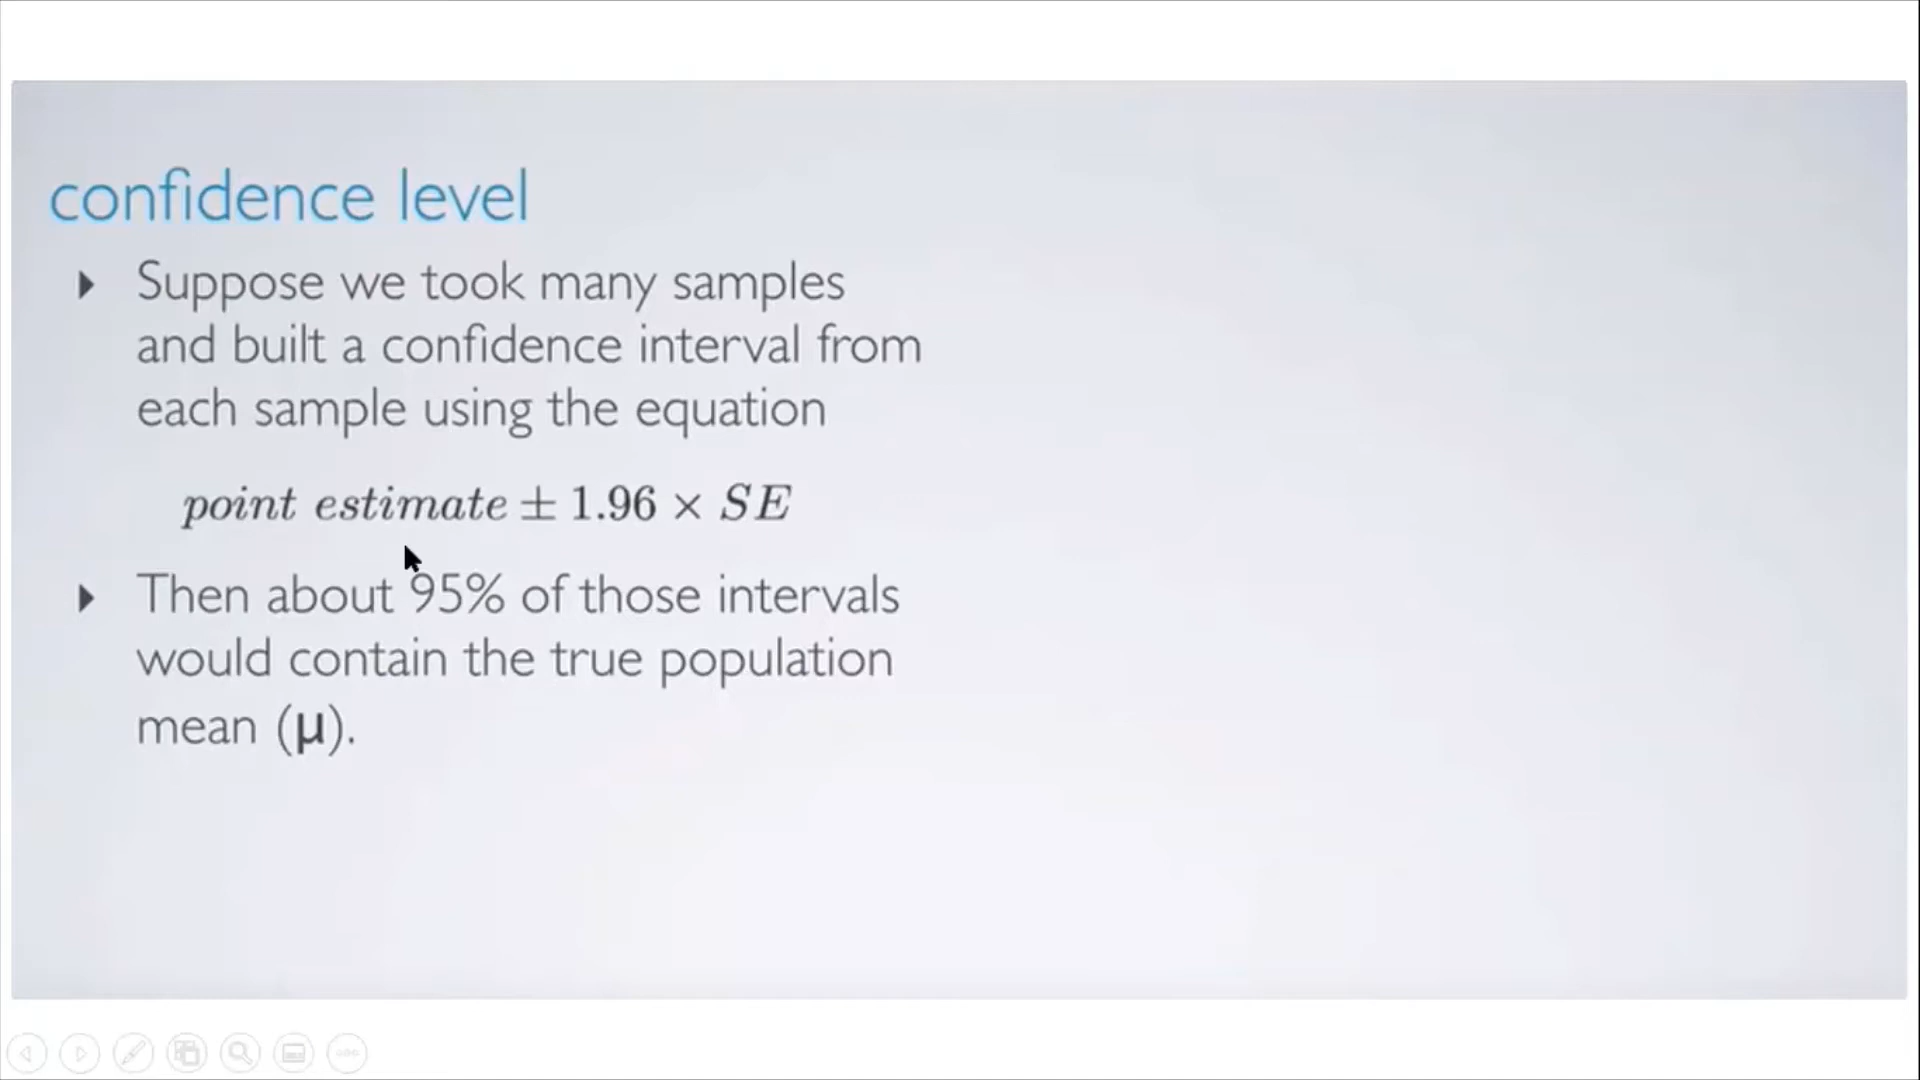 confidence level
Suppose we took many samples
and built a confidence interval from
each sample using the equation
point estimate ± 1.96 × SE
Then about 95% of those intervals
would contain the true population
mean (μ).